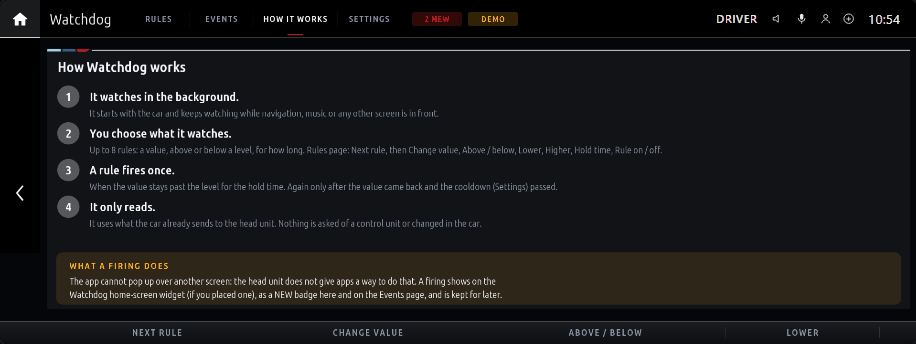 Watchdog
RULES
EVENTS
HOW IT WORKS
SETTINGS
2 NEW
DEMO
DRIVER
10:54
How Watchdog works
1
It watches in the background.
It starts with the car and keeps watching while navigation, music or any other screen is in front.
2
You choose what it watches.
Up to 8 rules: a value, above or below a level, for how long. Rules page: Next rule, then Change value, Above / below, Lower, Higher, Hold time, Rule on / off.
3
A rule fires once.
When the value stays past the level for the hold time. Again only after the value came back and the cooldown (Settings) passed.
4
It only reads.
It uses what the car already sends to the head unit. Nothing is asked of a control unit or changed in the car.
WHAT A FIRING DOES
The app cannot pop up over another screen: the head unit does not give apps a way to do that. A firing shows on the
Watchdog home-screen widget (if you placed one), as a NEW badge here and on the Events page, and is kept for later.
NEXT RULE
CHANGE VALUE
ABOVE / BELOW
LOWER